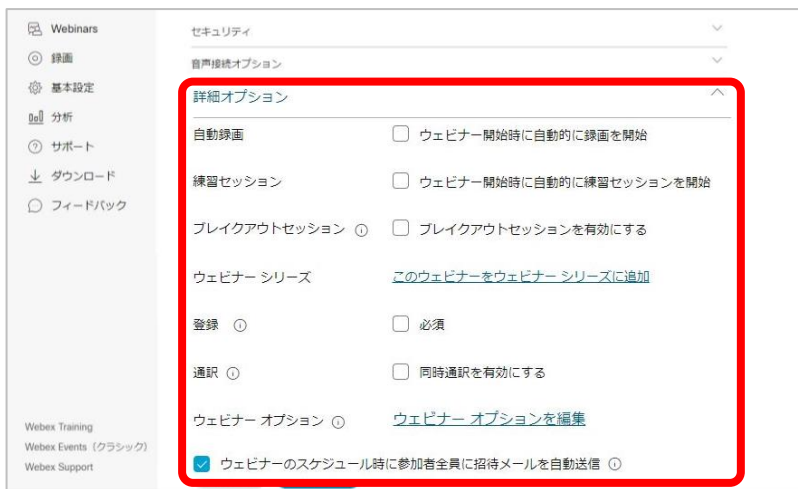 Webinars
録画
基本設定
分析
サポート
ダウンロード
フィードバック
Webex Training
Webex Events（クラシック）
Webex Support
セキュリティ
音声接続オプション
詳細オプション
自動録画 ウェビナー開始時に自動的に録画を開始
練習セッション ウェビナー開始時に自動的に練習セッションを開始
ブレイクアウトセッション ブレイクアウトセッションを有効にする
ウェビナー シリーズ このウェビナーをウェビナー シリーズに追加
登録 必須
通訳 同時通訳を有効にする
ウェビナー オプション ウェビナー オプションを編集
ウェビナーのスケジュール時に参加者全員に招待メールを自動送信